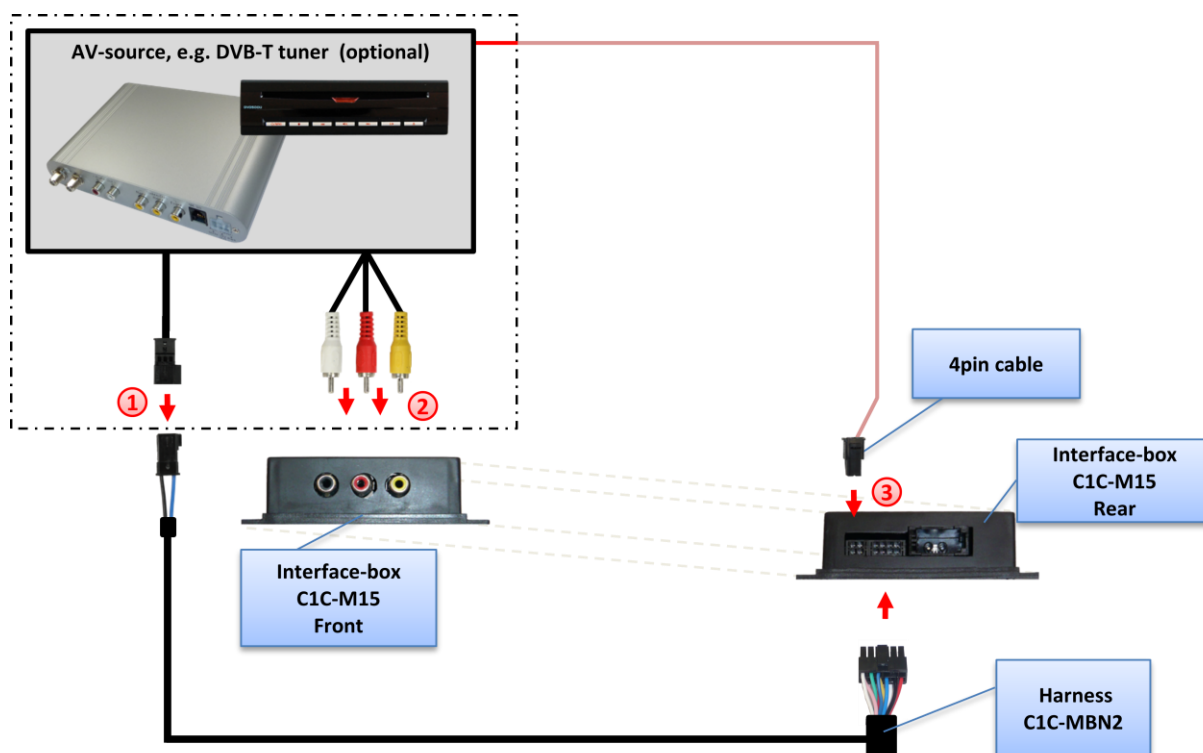 AV-source, e.g. DVB-T tuner (optional)
1
2
4pin cable
3
Interface-box
C1C-M15
Rear
Interface-box
C1C-M15
Front
Harness
C1C-MBN2